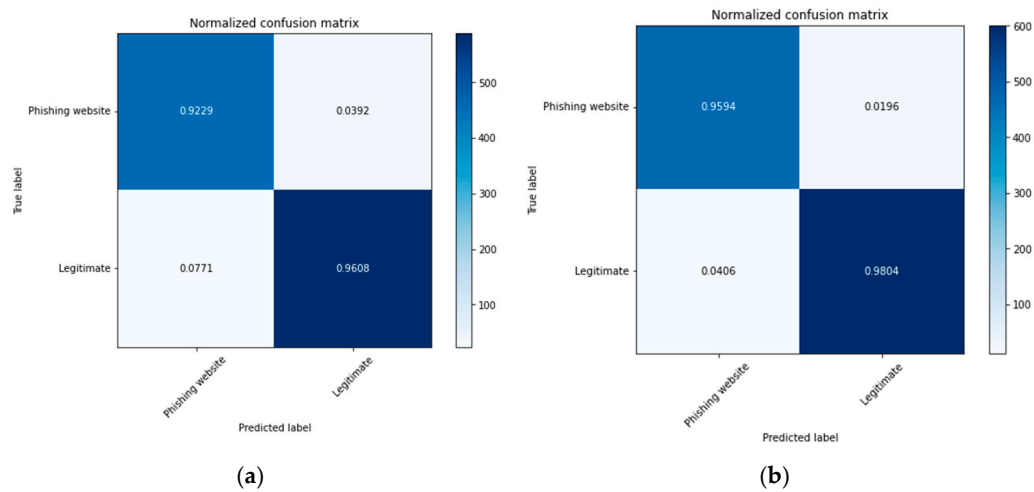 Normalized confusion matrix
Phishing website
Legitimate
True label
0.9229
0.0392
0.0771
0.9608
500
400
300
200
100
Phishing website
Legitimate
Predicted label
(a)
Normalized confusion matrix
Phishing website
Legitimate
True label
0.9594
0.0196
0.0406
0.9804
600
500
400
300
200
100
Phishing website
Legitimate
Predicted label
(b)